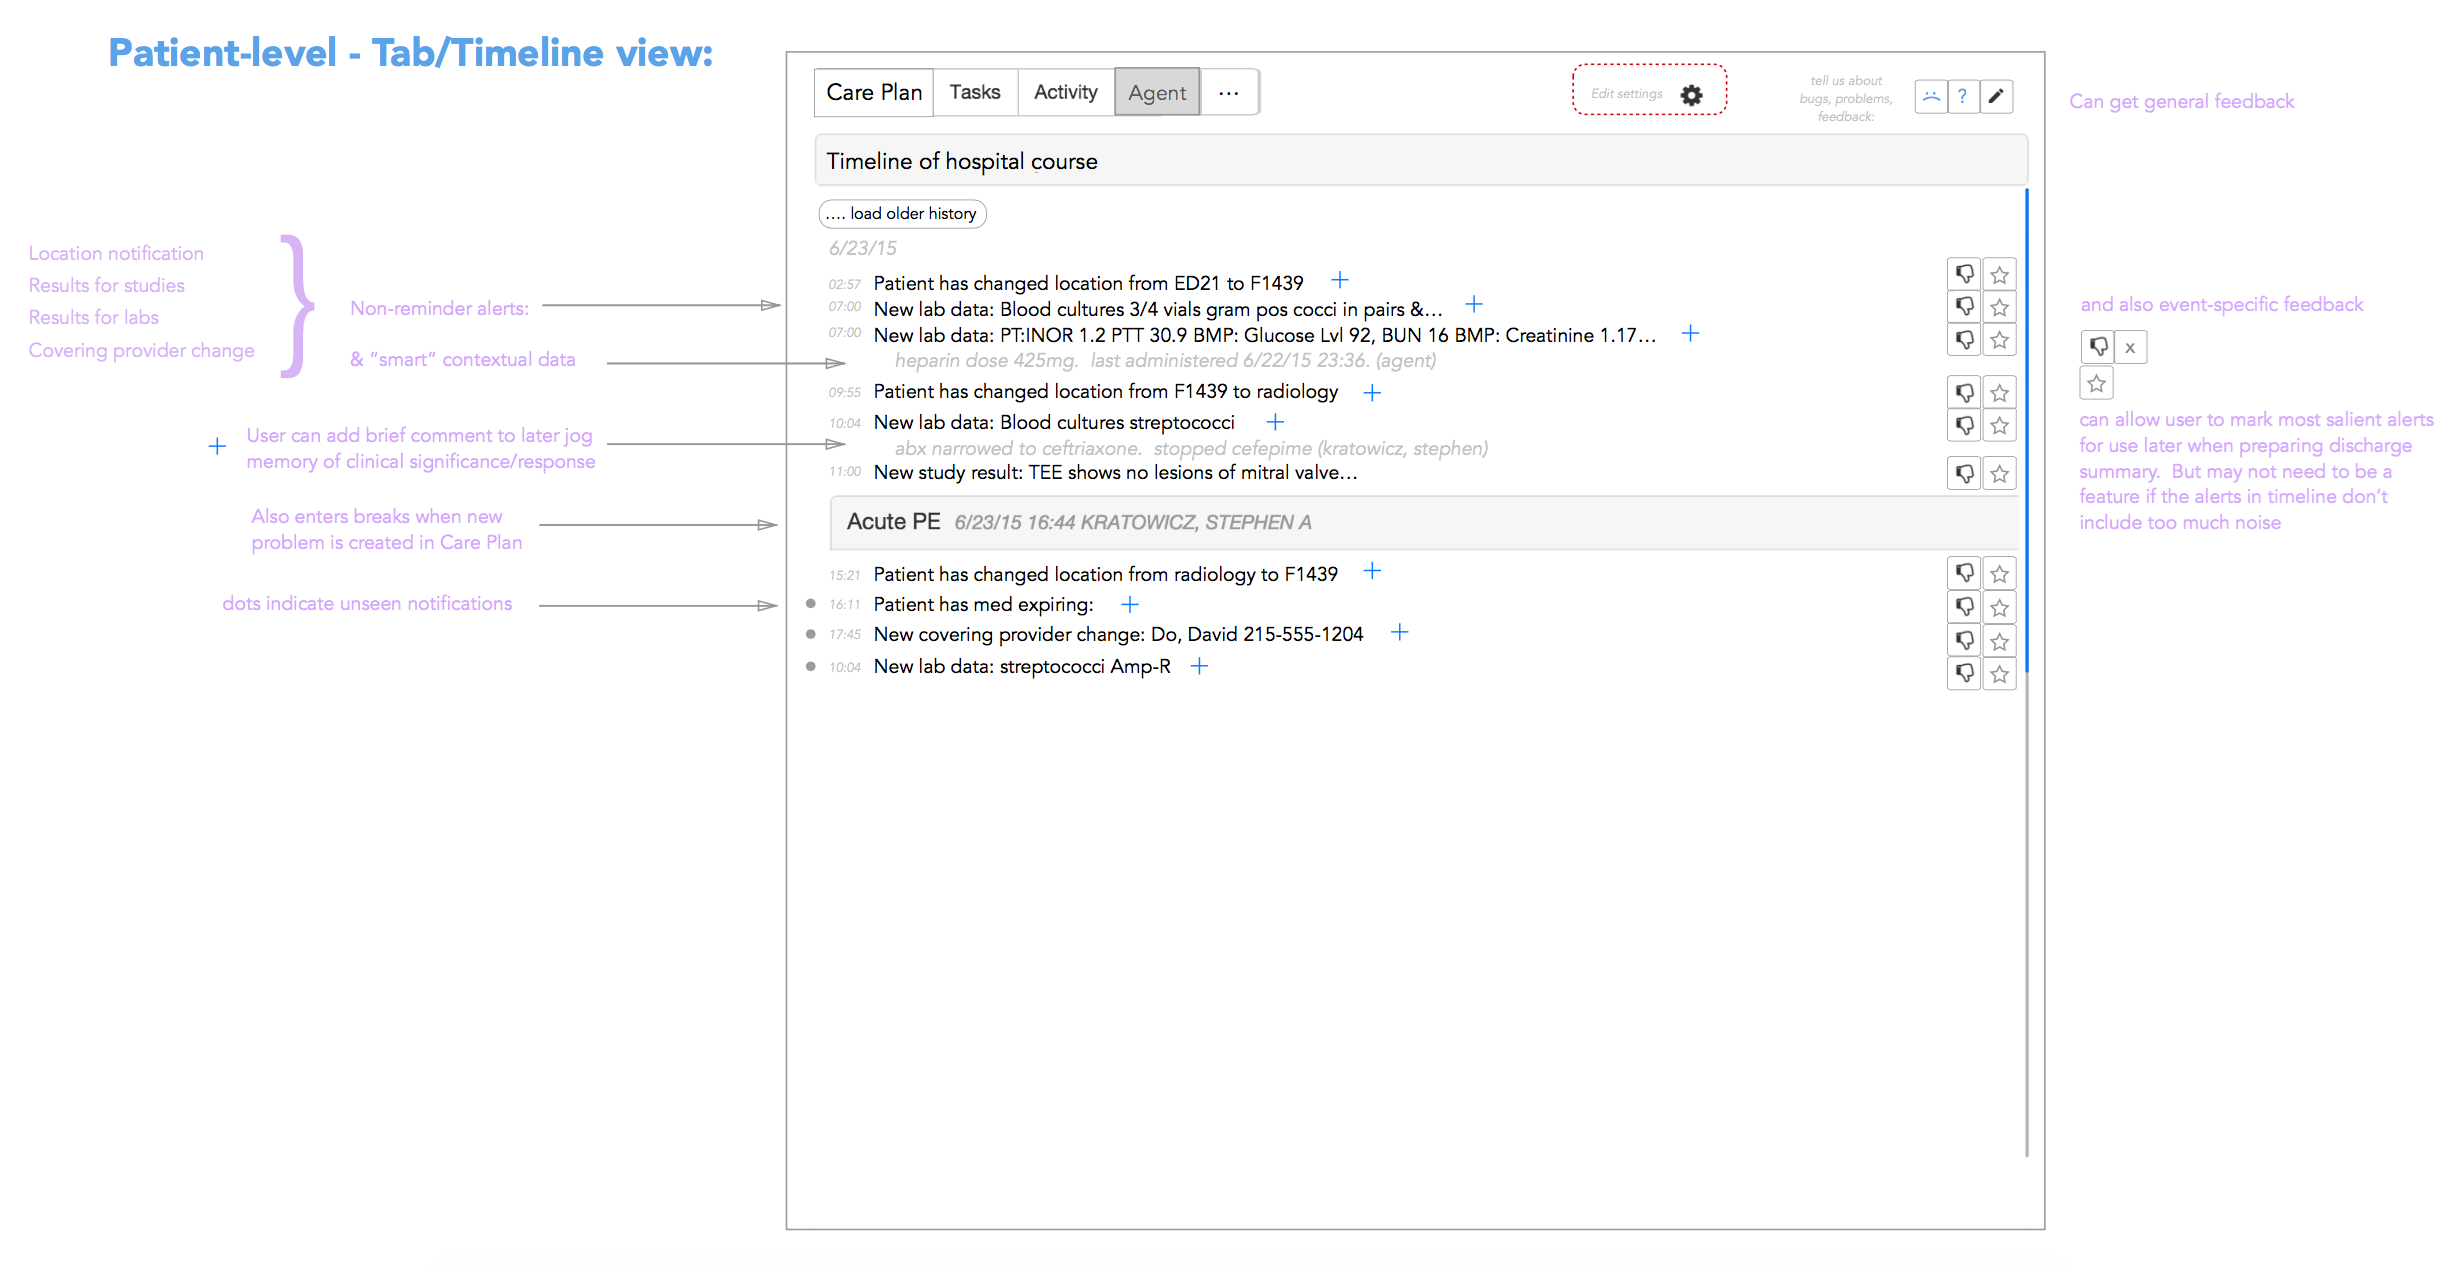 Patient-level - Tab/Timeline view:
Care Plan
Tasks
Activity
Agent
...
Edit settings
tell us about
bugs, problems,
feedback:
?
Can get general feedback
Timeline of hospital course
.... load older history
6/23/15
02:57 Patient has changed location from ED21 to F1439 +
07:00 New lab data: Blood cultures 3/4 vials gram pos cocci in pairs &... +
07:00 New lab data: PT:INOR 1.2 PTT 30.9 BMP: Glucose Lvl 92, BUN 16 BMP: Creatinine 1.17... +
heparin dose 425mg. last administered 6/22/15 23:36. (agent)
09:55 Patient has changed location from F1439 to radiology +
10:04 New lab data: Blood cultures streptococci +
abx narrowed to ceftriaxone. stopped cefepime (kratowicz, stephen)
11:00 New study result: TEE shows no lesions of mitral valve...
Acute PE 6/23/15 16:44 KRATOWICZ, STEPHEN A
15:21 Patient has changed location from radiology to F1439 +
16:11 Patient has med expiring: +
17:45 New covering provider change: Do, David 215-555-1204 +
10:04 New lab data: streptococci Amp-R +
Location notification
Results for studies
Results for labs
Covering provider change
Non-reminder alerts:
& “smart” contextual data
+ User can add brief comment to later jog
memory of clinical significance/response
Also enters breaks when new
problem is created in Care Plan
dots indicate unseen notifications
and also event-specific feedback
x
can allow user to mark most salient alerts
for use later when preparing discharge
summary. But may not need to be a
feature if the alerts in timeline don’t
include too much noise